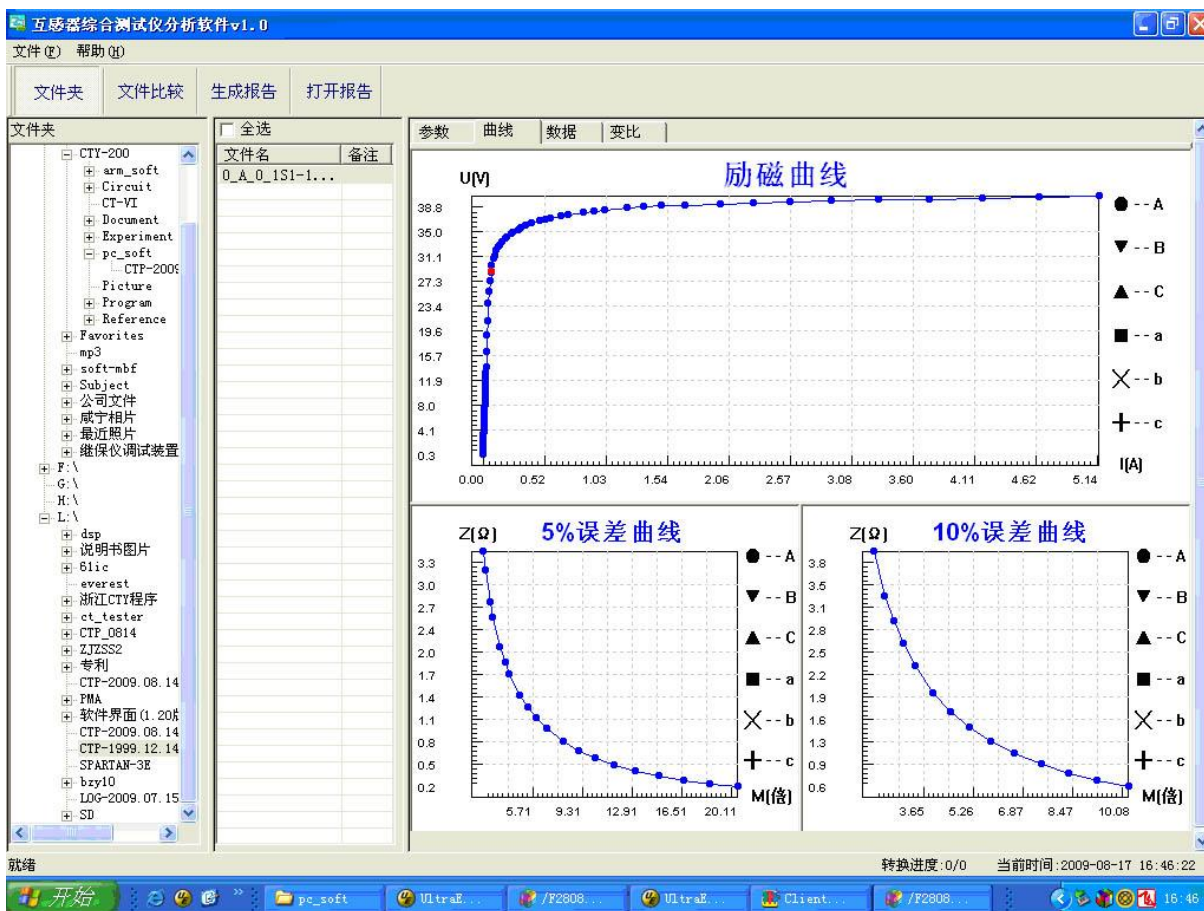 互感器综合测试仪分析软件v1.0
文件(F) 帮助(H)
文件夹 文件比较 生成报告 打开报告
文件夹
CTY-200
arm_soft
Circuit
CT-VI
Document
Experiment
pc_soft
CTP-2009
Picture
Program
Reference
Favorites
mp3
soft-mbf
Subject
公司文件
咸宁相片
最近照片
继保仪调试装置
F:\
G:\
H:\
L:\
dsp
说明书图片
61ic
everest
浙江CTY程序
ct_tester
CTP_0814
ZJZSS2
专利
CTP-2009.08.14
PMA
软件界面(1.20
CTP-2009.08.14
CTP-1999.12.14
SPARTAN-3E
bzy10
LOG-2009.07.15
SD
全选
文件名 备注
0_A_0_1S1-1...
参数 曲线 数据 变比
U(V) 励磁曲线
38.8
35.0
31.1
27.3
23.4
19.6
15.7
11.9
8.0
4.1
0.3
0.00 0.52 1.03 1.54 2.06 2.57 3.08 3.60 4.11 4.62 5.14
I(A)
--A
--B
--C
--a
--b
--c
Z(Ω) 5%误差曲线
3.3
3.0
2.7
2.4
2.0
1.7
1.4
1.1
0.8
0.5
0.2
5.71 9.31 12.91 16.51 20.11
M(倍)
--A
--B
--C
--a
--b
--c
Z(Ω) 10%误差曲线
3.8
3.5
3.1
2.8
2.5
2.2
1.9
1.6
1.3
0.9
0.6
3.65 5.26 6.87 8.47 10.08
M(倍)
--A
--B
--C
--a
--b
--c
就绪 转换进度:0/0 当前时间:2009-08-17 16:46:22
开始 pc_soft UltraE... /F2808... UltraE... Client... /F2808... 16:46